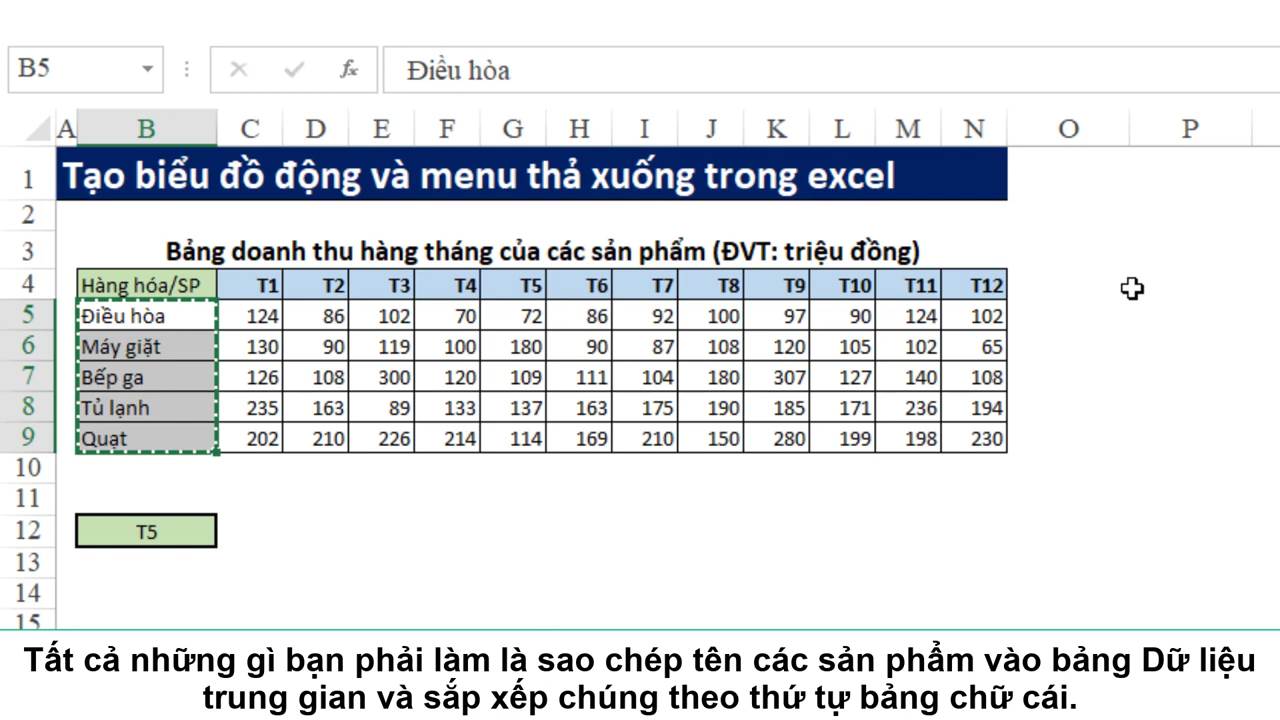 B5 fx Điều hòa
A B C D E F G H I J K L M N O P
1 Tạo biểu đồ động và menu thả xuống trong excel
2
3 Bảng doanh thu hàng tháng của các sản phẩm (ĐVT: triệu đồng)
4 Hàng hóa/SP T1 T2 T3 T4 T5 T6 T7 T8 T9 T10 T11 T12
5 Điều hòa 124 86 102 70 72 86 92 100 97 90 124 102
6 Máy giặt 130 90 119 100 180 90 87 108 120 105 102 65
7 Bếp ga 126 108 300 120 109 111 104 180 307 127 140 108
8 Tủ lạnh 235 163 89 133 137 163 175 190 185 171 236 194
9 Quạt 202 210 226 214 114 169 210 150 280 199 198 230
10
11
12 T5
13
14
15
Tất cả những gì bạn phải làm là sao chép tên các sản phẩm vào bảng Dữ liệu
trung gian và sắp xếp chúng theo thứ tự bảng chữ cái.